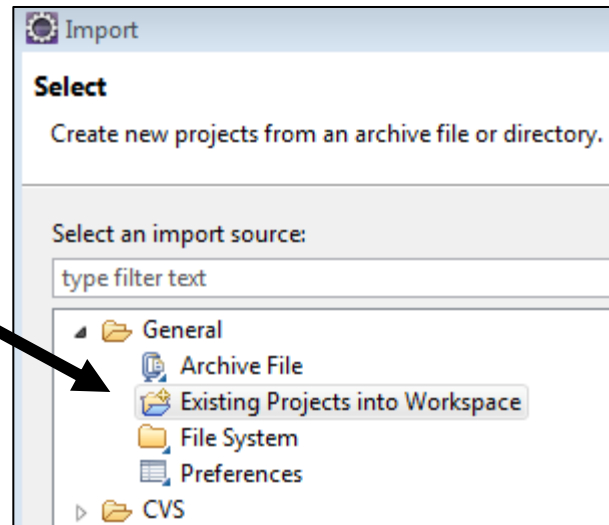 Import
Select
Create new projects from an archive file or directory.
Select an import source:
type filter text
General
Archive File
Existing Projects into Workspace
File System
Preferences
CVS